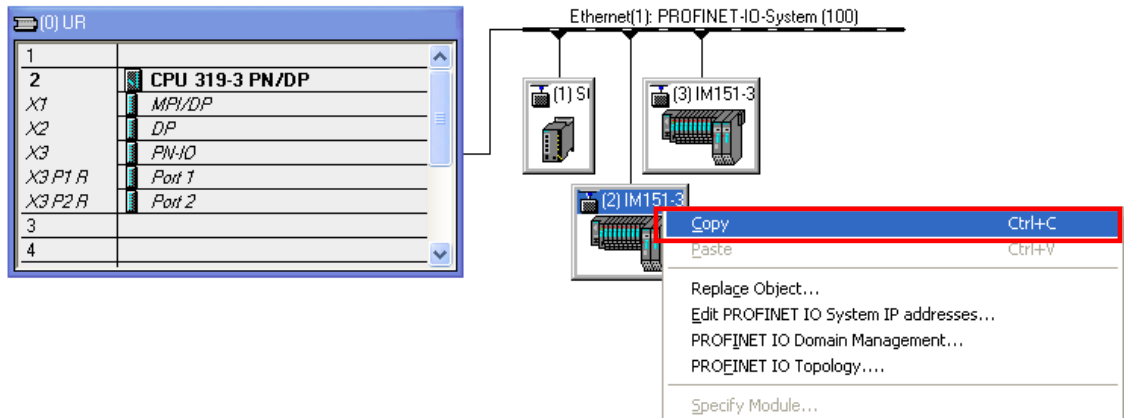 (0) UR
1
2 CPU 319-3 PN/DP
X1 MPI/DP
X2 DP
X3 PN-IO
X3 P1 R Port 1
X3 P2 R Port 2
3
4
Ethernet(1): PROFINET-IO-System (100)
(1) S
(3) IM151-3
(2) IM151-3
Copy Ctrl+C
Paste Ctrl+V
Replace Object...
Edit PROFINET IO System IP addresses...
PROFINET IO Domain Management...
PROFINET IO Topology....
Specify Module...